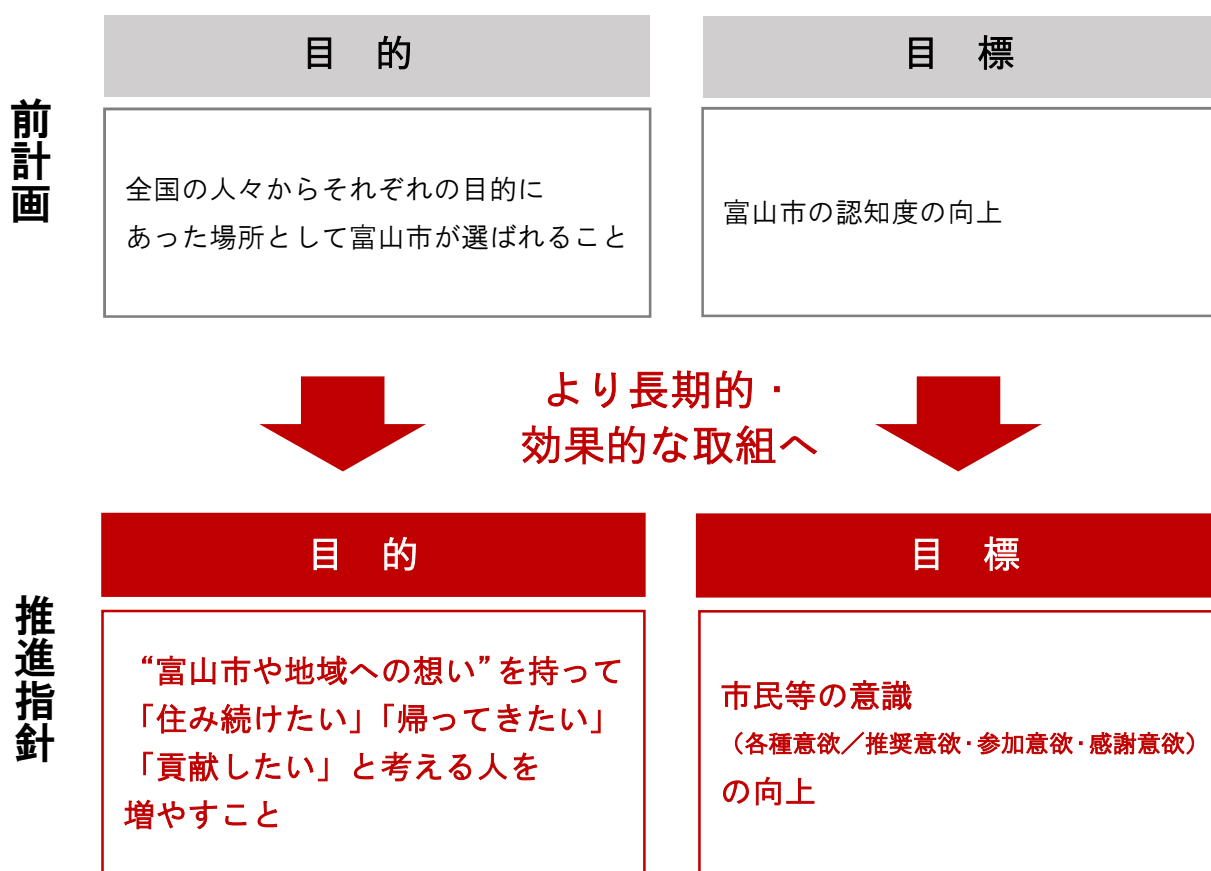 前計画
目 的
全国の人々からそれぞれの目的に
あった場所として富山市が選ばれること
目 標
富山市の認知度の向上
より長期的・
効果的な取組へ
推進指針
目 的
“富山市や地域への想い”を持って
「住み続けたい」「帰ってきたい」
「貢献したい」と考える人を
増やすこと
目 標
市民等の意識
（各種意欲／推奨意欲・参加意欲・感謝意欲）
の向上